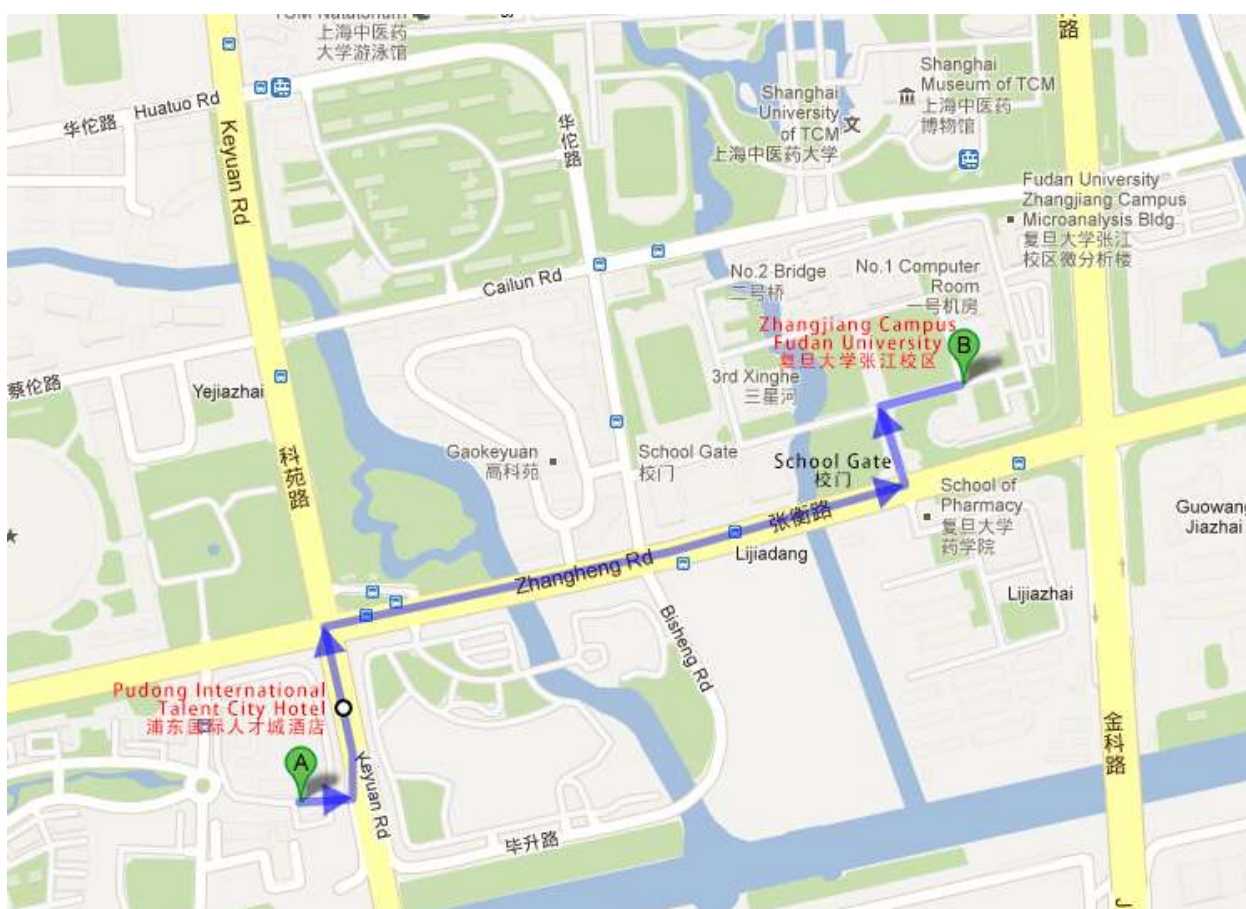 TCM Natatorium
上海中医药
大学游泳馆
路
Shanghai
Museum of TCM
上海中医药
博物馆
Shanghai
University
of TCM
上海中医药大学
文
华佗路
Huatuo Rd
Keyuan Rd
华佗路
Fudan University
Zhangjiang Campus
Microanalysis Bldg
复旦大学张江
校区微分析楼
Cailun Rd
No.2 Bridge
二号桥
No.1 Computer
Room
一号机房
Zhangjiang Campus
Fudan University
复旦大学张江校区
B
蔡伦路
Yejiazhai
3rd Xinghe
三星河
科苑路
Gaokeyuan
高科苑
School Gate
校门
School Gate
校门
School of
Pharmacy
复旦大学
药学院
Guowang
Jiazhai
张衡路
Zhangheng Rd
Lijiadang
Lijiazhai
Bisheng Rd
Pudong International
Talent City Hotel
浦东国际人才城酒店
A
Keyuan Rd
金科路
毕升路